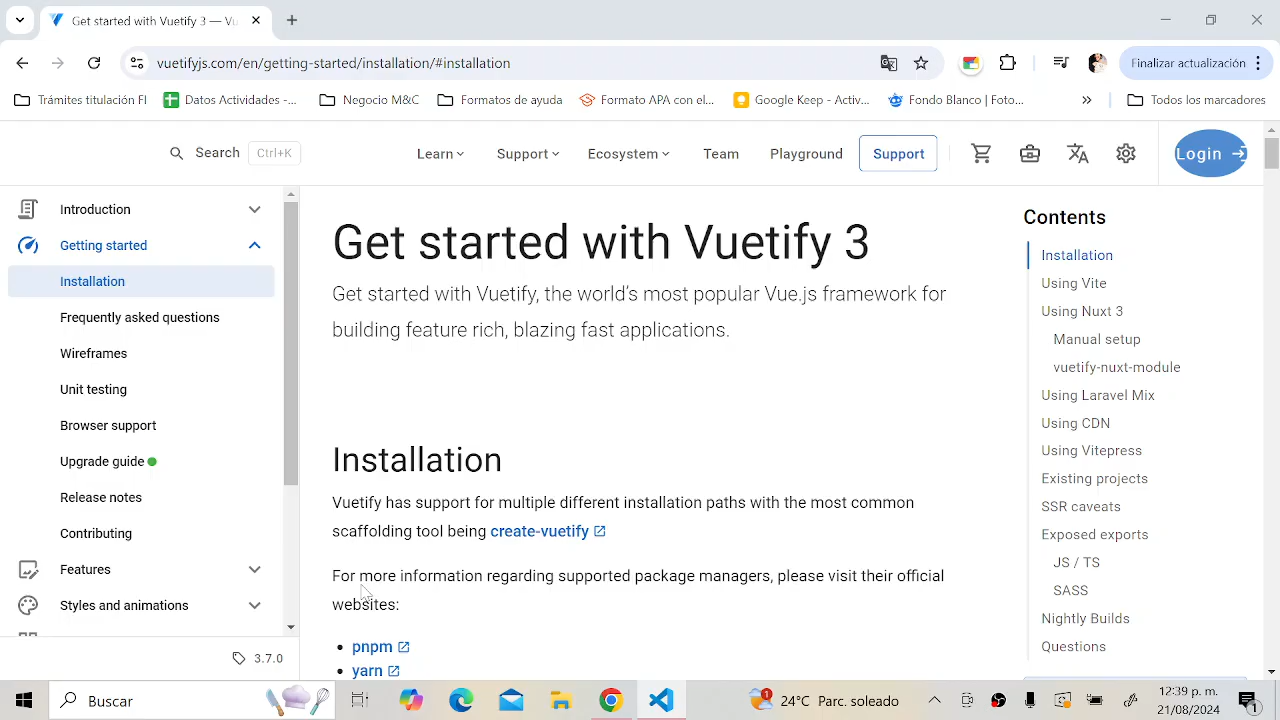 Get started with Vuetify 3 — Vu
vuetifyjs.com/en/getting-started/installation/#installation
Finalizar actualización
Trámites titulación FI
Datos Actividades -...
Negocio M&C
Formatos de ayuda
Formato APA con el...
Google Keep - Activ...
Fondo Blanco | Foto...
Todos los marcadores
Search Ctrl+K
Learn
Support
Ecosystem
Team
Playground
Support
Login
Introduction
Getting started
Installation
Frequently asked questions
Wireframes
Unit testing
Browser support
Upgrade guide
Release notes
Contributing
Features
Styles and animations
3.7.0
Get started with Vuetify 3
Get started with Vuetify, the world's most popular Vue.js framework for
building feature rich, blazing fast applications.
Installation
Vuetify has support for multiple different installation paths with the most common
scaffolding tool being create-vuetify
For more information regarding supported package managers, please visit their official
websites:
• pnpm
• yarn
Contents
Installation
Using Vite
Using Nuxt 3
Manual setup
vuetify-nuxt-module
Using Laravel Mix
Using CDN
Using Vitepress
Existing projects
SSR caveats
Exposed exports
JS / TS
SASS
Nightly Builds
Questions
Buscar
1
24°C Parc. soleado
12:39 p. m.
21/08/2024
1